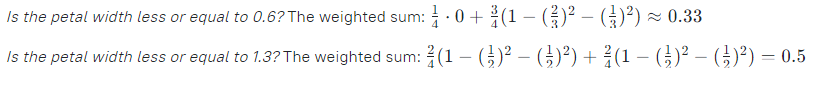 Is the petal width less or equal to 0.6? The weighted sum: 1/4 · 0 + 3/4(1 − (2/3)² − (1/3)²) ≈ 0.33
Is the petal width less or equal to 1.3? The weighted sum: 2/4(1 − (1/2)² − (1/2)²) + 2/4(1 − (1/2)² − (1/2)²) = 0.5